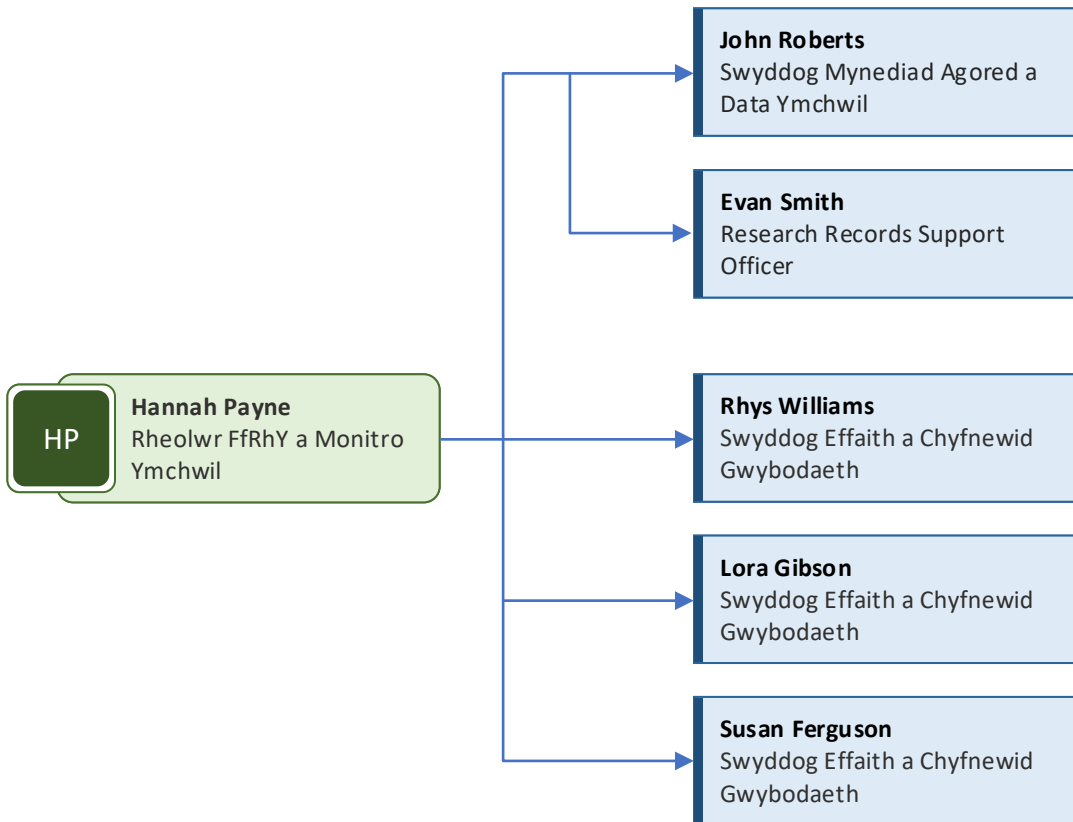 John Roberts
Swyddog Mynediad Agored a
Data Ymchwil
Evan Smith
Research Records Support
Officer
HP
Hannah Payne
Rheolwr FfRhY a Monitro
Ymchwil
Rhys Williams
Swyddog Effaith a Chyfnewid
Gwybodaeth
Lora Gibson
Swyddog Effaith a Chyfnewid
Gwybodaeth
Susan Ferguson
Swyddog Effaith a Chyfnewid
Gwybodaeth